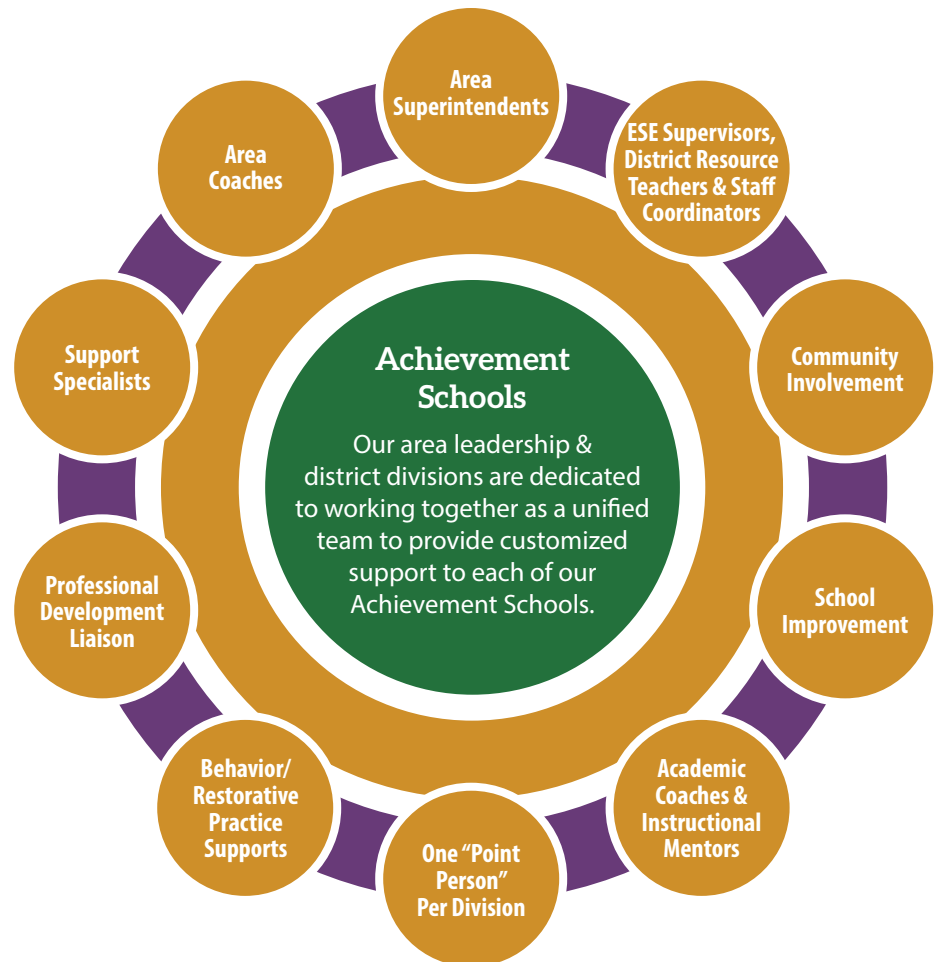 Area
Superintendents
ESE Supervisors,
District Resource
Teachers & Staff
Coordinators
Community
Involvement
School
Improvement
Academic
Coaches &
Instructional
Mentors
One “Point
Person”
Per Division
Behavior/
Restorative
Practice
Supports
Professional
Development
Liaison
Support
Specialists
Area
Coaches
Achievement
Schools
Our area leadership &
district divisions are dedicated
to working together as a unified
team to provide customized
support to each of our
Achievement Schools.